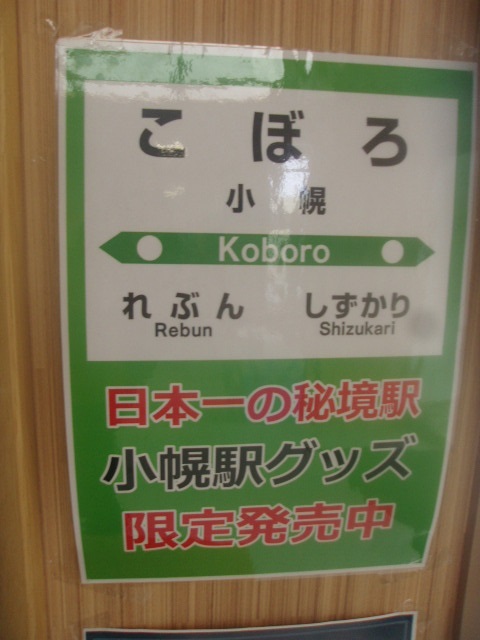 こぼろ
小幌
Koboro
れぶん しずかり
Rebun Shizukari
日本一の秘境駅
小幌駅グッズ
限定発売中